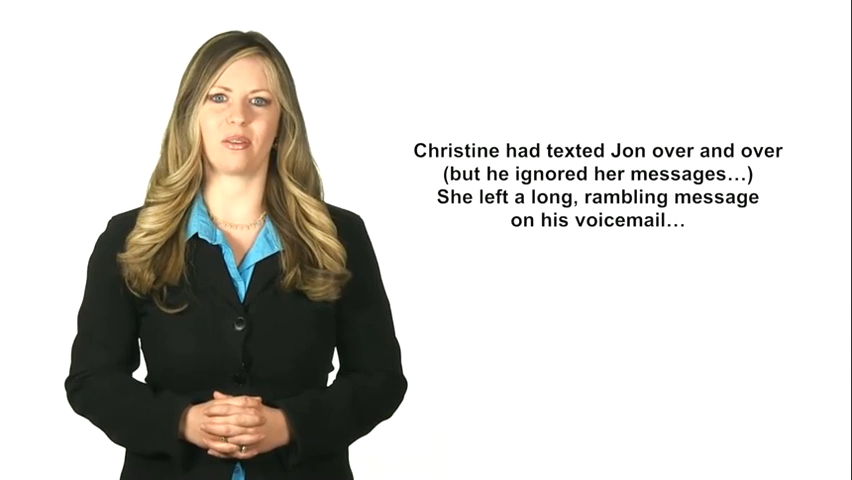 Christine had texted Jon over and over
(but he ignored her messages…)
She left a long, rambling message
on his voicemail…